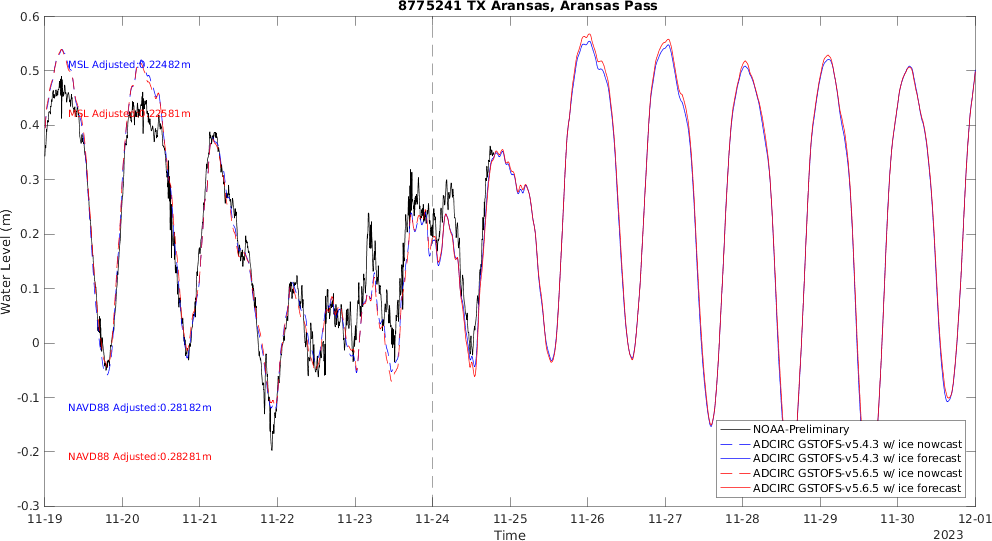 8775241 TX Aransas, Aransas Pass
0.6
0.5
0.4
0.3
0.2
0.1
0
-0.1
-0.2
-0.3
Water Level (m)
MSL Adjusted:0.22482m
MSL Adjusted:0.22581m
NAVD88 Adjusted:0.28182m
NAVD88 Adjusted:0.28281m
NOAA-Preliminary
ADCIRC GSTOFS-v5.4.3 w/ ice nowcast
ADCIRC GSTOFS-v5.4.3 w/ ice forecast
ADCIRC GSTOFS-v5.6.5 w/ ice nowcast
ADCIRC GSTOFS-v5.6.5 w/ ice forecast
11-19 11-20 11-21 11-22 11-23 11-24 11-25 11-26 11-27 11-28 11-29 11-30 12-01
Time
2023